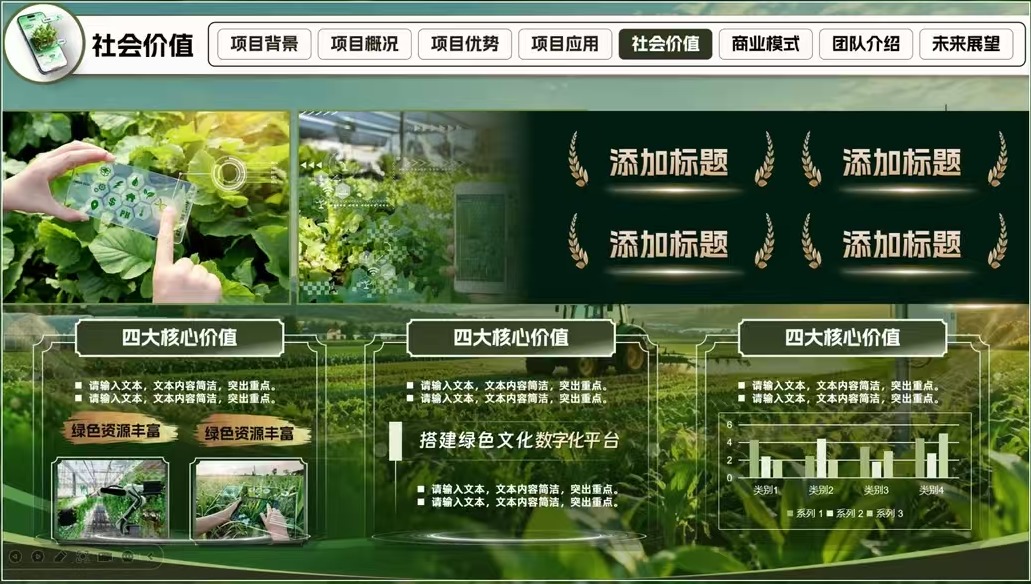 社会价值
项目背景 项目概况 项目优势 项目应用 社会价值 商业模式 团队介绍 未来展望
添加标题 添加标题
添加标题 添加标题
四大核心价值
■ 请输入文本，文本内容简洁，突出重点。
■ 请输入文本，文本内容简洁，突出重点。
绿色资源丰富 绿色资源丰富
四大核心价值
■ 请输入文本，文本内容简洁，突出重点。
■ 请输入文本，文本内容简洁，突出重点。
搭建绿色文化数字化平台
■ 请输入文本，文本内容简洁，突出重点。
■ 请输入文本，文本内容简洁，突出重点。
四大核心价值
■ 请输入文本，文本内容简洁，突出重点。
■ 请输入文本，文本内容简洁，突出重点。
6
4
2
0
类别1 类别2 类别3 类别4
系列 1 系列 2 系列 3